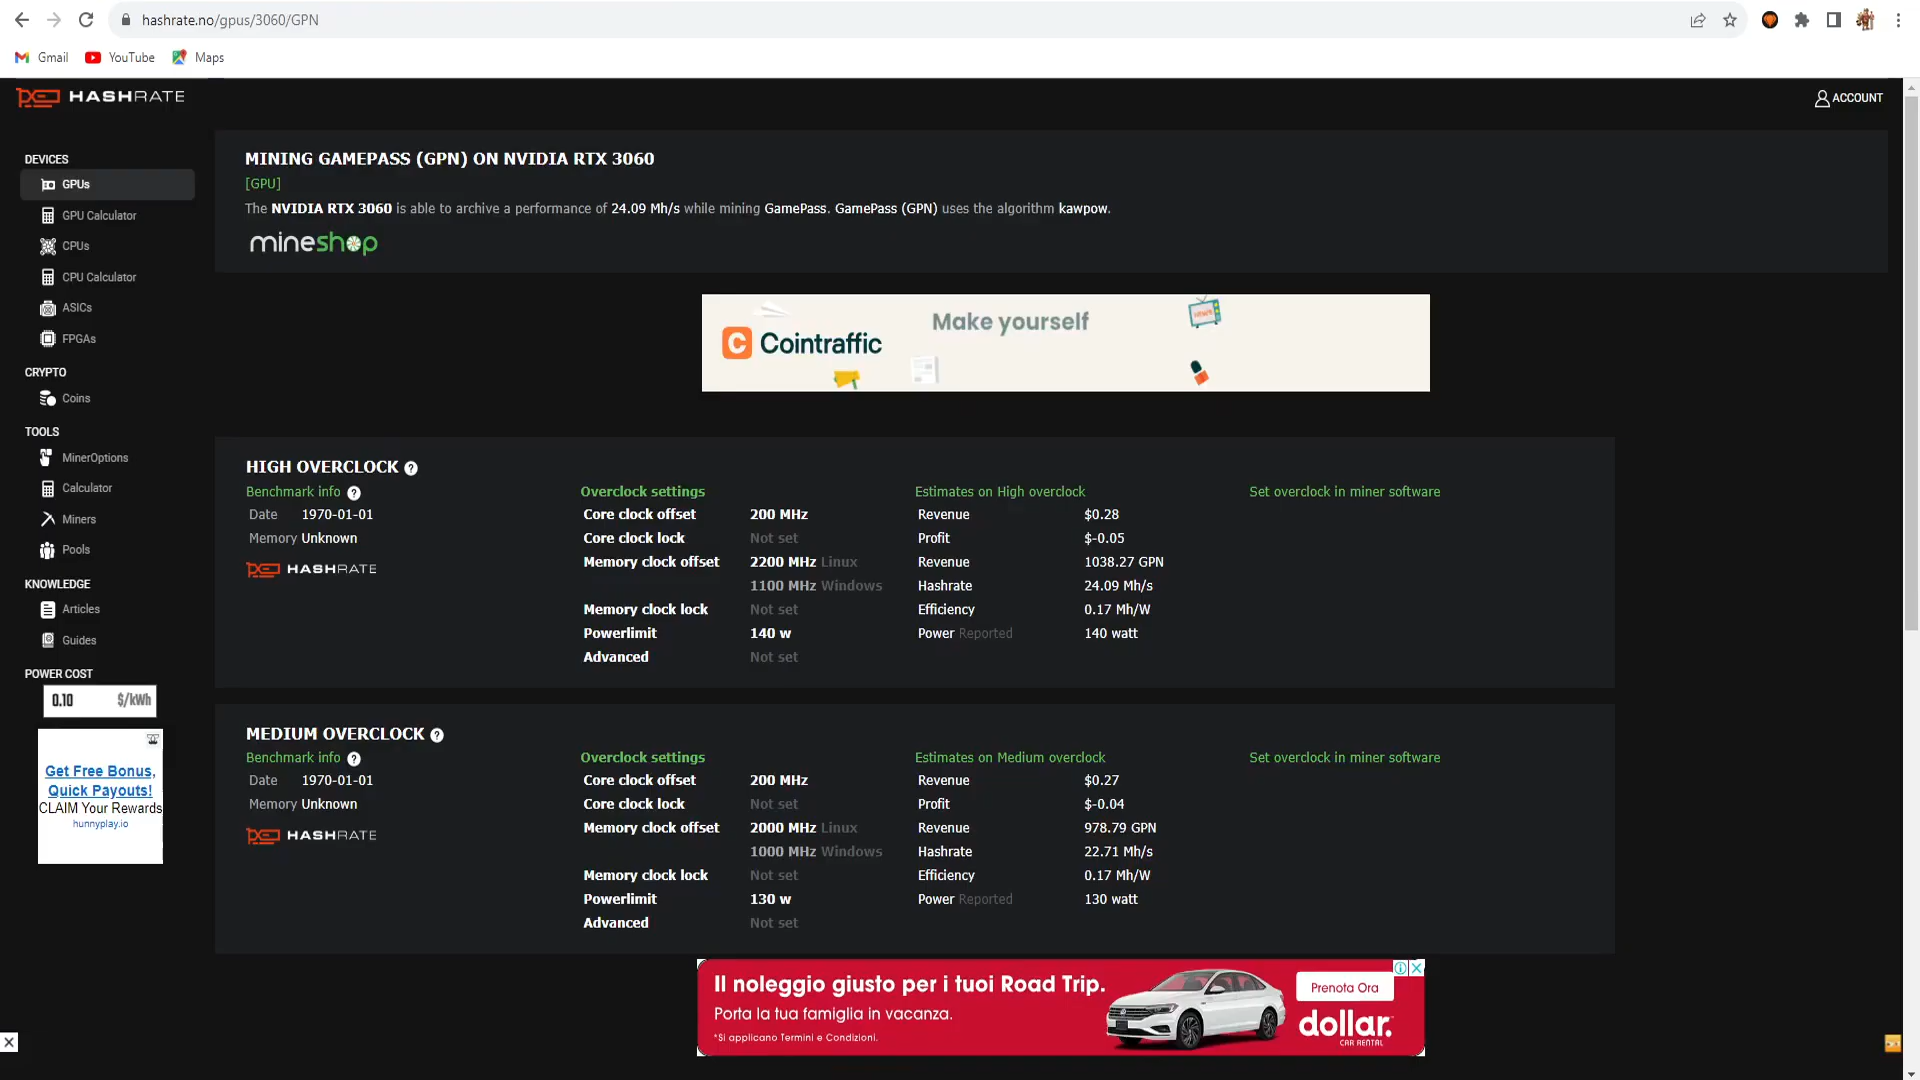 hashrate.no/gpus/3060/GPN
Gmail YouTube Maps
HASHRATE
ACCOUNT
DEVICES
GPUs
GPU Calculator
CPUs
CPU Calculator
ASICs
FPGAs
CRYPTO
Coins
TOOLS
MinerOptions
Calculator
Miners
Pools
KNOWLEDGE
Articles
Guides
POWER COST
0.10 $/kWh
Get Free Bonus,
Quick Payouts!
CLAIM Your Rewards
hunnyplay.io
MINING GAMEPASS (GPN) ON NVIDIA RTX 3060
[GPU]
The NVIDIA RTX 3060 is able to archive a performance of 24.09 Mh/s while mining GamePass. GamePass (GPN) uses the algorithm kawpow.
mineshop
C Cointraffic
Make yourself
HIGH OVERCLOCK ?
Benchmark info ?
Date 1970-01-01
Memory Unknown
HASHRATE
Overclock settings
Core clock offset 200 MHz
Core clock lock Not set
Memory clock offset 2200 MHz Linux
1100 MHz Windows
Memory clock lock Not set
Powerlimit 140 w
Advanced Not set
Estimates on High overclock
Revenue $0.28
Profit $-0.05
Revenue 1038.27 GPN
Hashrate 24.09 Mh/s
Efficiency 0.17 Mh/W
Power Reported 140 watt
Set overclock in miner software
MEDIUM OVERCLOCK ?
Benchmark info ?
Date 1970-01-01
Memory Unknown
HASHRATE
Overclock settings
Core clock offset 200 MHz
Core clock lock Not set
Memory clock offset 2000 MHz Linux
1000 MHz Windows
Memory clock lock Not set
Powerlimit 130 w
Advanced Not set
Estimates on Medium overclock
Revenue $0.27
Profit $-0.04
Revenue 978.79 GPN
Hashrate 22.71 Mh/s
Efficiency 0.17 Mh/W
Power Reported 130 watt
Set overclock in miner software
Il noleggio giusto per i tuoi Road Trip.
Porta la tua famiglia in vacanza.
*Si applicano Termini e Condizioni.
Prenota Ora
dollar.
CAR RENTAL